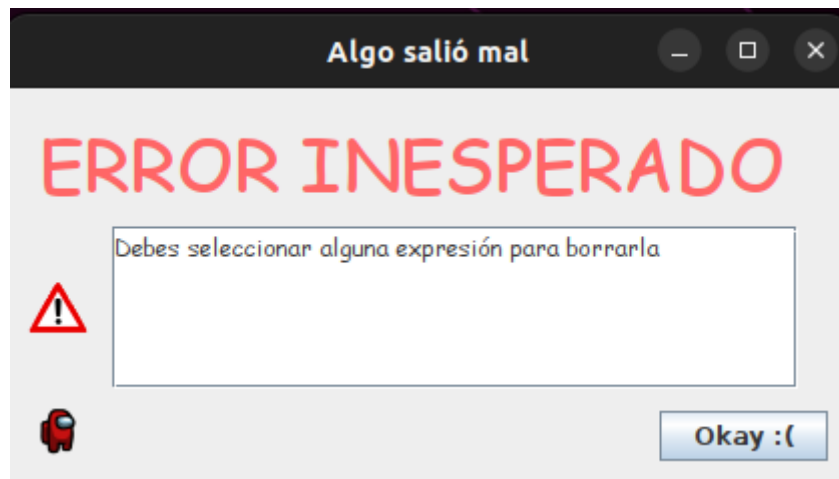 Algo salió mal
ERROR INESPERADO
Debes seleccionar alguna expresión para borrarla
Okay :(